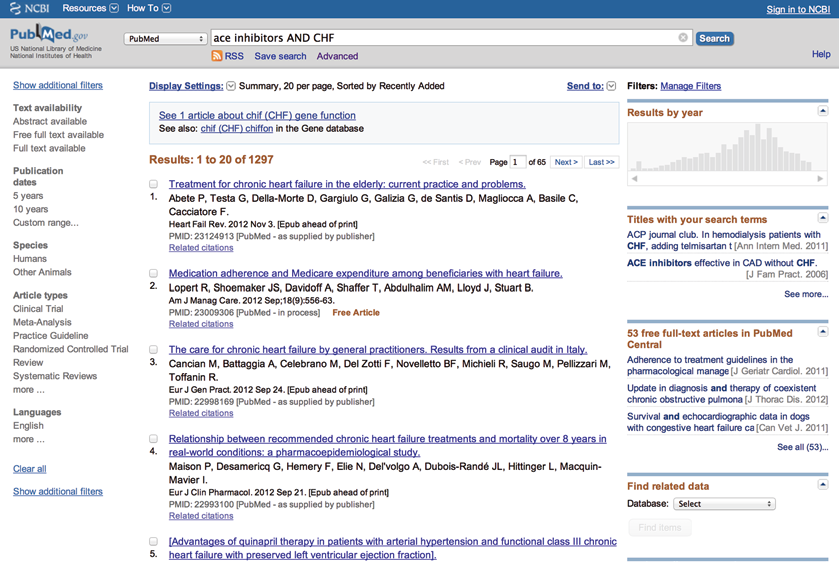 NCBI Resources How To Sign in to NCBI
PubMed.gov
US National Library of Medicine
National Institutes of Health
PubMed
ace inhibitors AND CHF
Search
RSS Save search Advanced
Help
Show additional filters
Text availability
Abstract available
Free full text available
Full text available
Publication
dates
5 years
10 years
Custom range...
Species
Humans
Other Animals
Article types
Clinical Trial
Meta-Analysis
Practice Guideline
Randomized Controlled Trial
Review
Systematic Reviews
more ...
Languages
English
more ...
Clear all
Show additional filters
Display Settings: Summary, 20 per page, Sorted by Recently Added Send to:
See 1 article about chif (CHF) gene function
See also: chif (CHF) chiffon in the Gene database
Results: 1 to 20 of 1297
<< First < Prev Page 1 of 65 Next > Last >>
Treatment for chronic heart failure in the elderly: current practice and problems.
1. Abete P, Testa G, Della-Morte D, Gargiulo G, Galizia G, de Santis D, Magliocca A, Basile C,
Cacciatore F.
Heart Fail Rev. 2012 Nov 3. [Epub ahead of print]
PMID: 23124913 [PubMed - as supplied by publisher]
Related citations
Medication adherence and Medicare expenditure among beneficiaries with heart failure.
2. Lopert R, Shoemaker JS, Davidoff A, Shaffer T, Abdulhalim AM, Lloyd J, Stuart B.
Am J Manag Care. 2012 Sep;18(9):556-63.
PMID: 23009306 [PubMed - in process] Free Article
Related citations
The care for chronic heart failure by general practitioners. Results from a clinical audit in Italy.
3. Cancian M, Battaggia A, Celebrano M, Del Zotti F, Novelletto BF, Michieli R, Saugo M, Pellizzari M,
Toffanin R.
Eur J Gen Pract. 2012 Sep 24. [Epub ahead of print]
PMID: 22998169 [PubMed - as supplied by publisher]
Related citations
Relationship between recommended chronic heart failure treatments and mortality over 8 years in
4. real-world conditions: a pharmacoepidemiological study.
Maison P, Desamericq G, Hemery F, Elie N, Del'volgo A, Dubois-Randé JL, Hittinger L, Macquin-
Mavier I.
Eur J Clin Pharmacol. 2012 Sep 21. [Epub ahead of print]
PMID: 22993100 [PubMed - as supplied by publisher]
Related citations
[Advantages of quinapril therapy in patients with arterial hypertension and functional class III chronic
5. heart failure with preserved left ventricular ejection fraction].
Filters: Manage Filters
Results by year
Titles with your search terms
ACP journal club. In hemodialysis patients with
CHF, adding telmisartan t [Ann Intern Med. 2011]
ACE inhibitors effective in CAD without CHF.
[J Fam Pract. 2006]
See more...
53 free full-text articles in PubMed
Central
Adherence to treatment guidelines in the
pharmacological manage [J Geriatr Cardiol. 2011]
Update in diagnosis and therapy of coexistent
chronic obstructive pulmona [J Thorac Dis. 2012]
Survival and echocardiographic data in dogs
with congestive heart failure ca [Can Vet J. 2011]
See all (53)...
Find related data
Database: Select
Find items